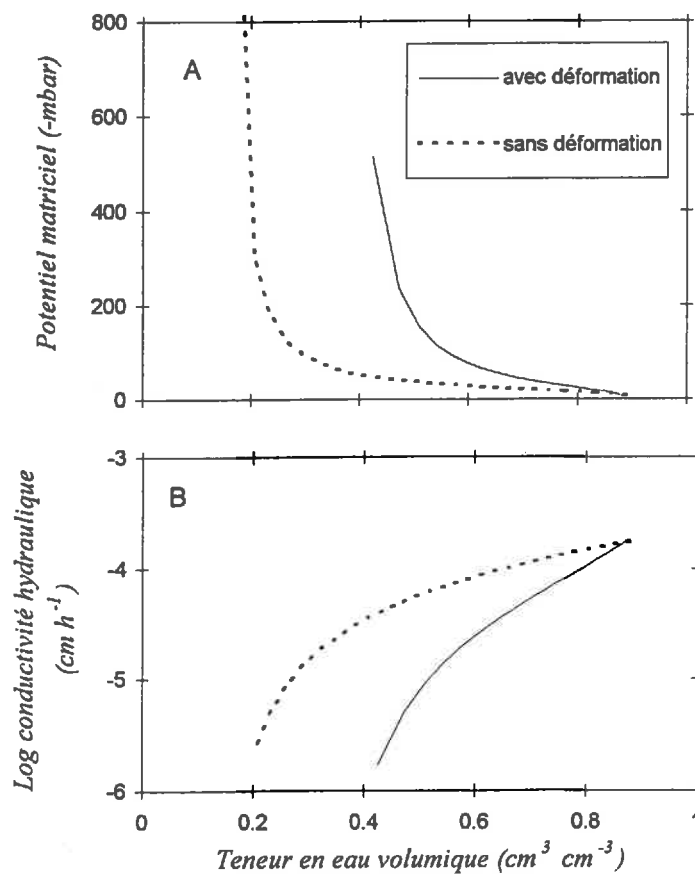 800
600
400
200
0
Potentiel matriciel (-mbar)
A
avec déformation
sans déformation
-3
-4
-5
-6
Log conductivité hydraulique
(cm h⁻¹)
B
0
0.2
0.4
0.6
0.8
1
Teneur en eau volumique (cm³ cm⁻³)